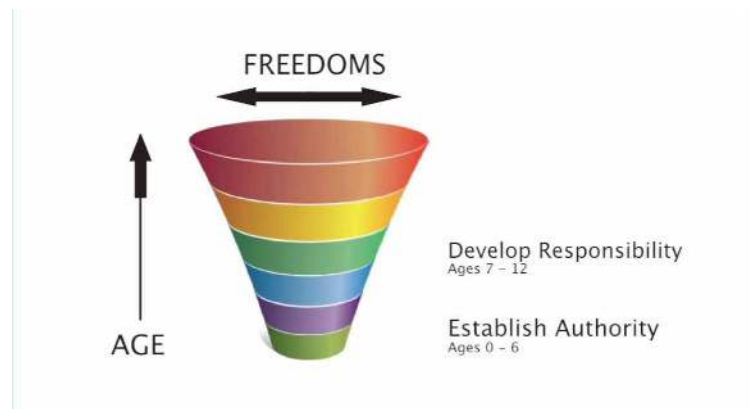 FREEDOMS
Develop Responsibility
Ages 7 – 12
Establish Authority
Ages 0 – 6
AGE